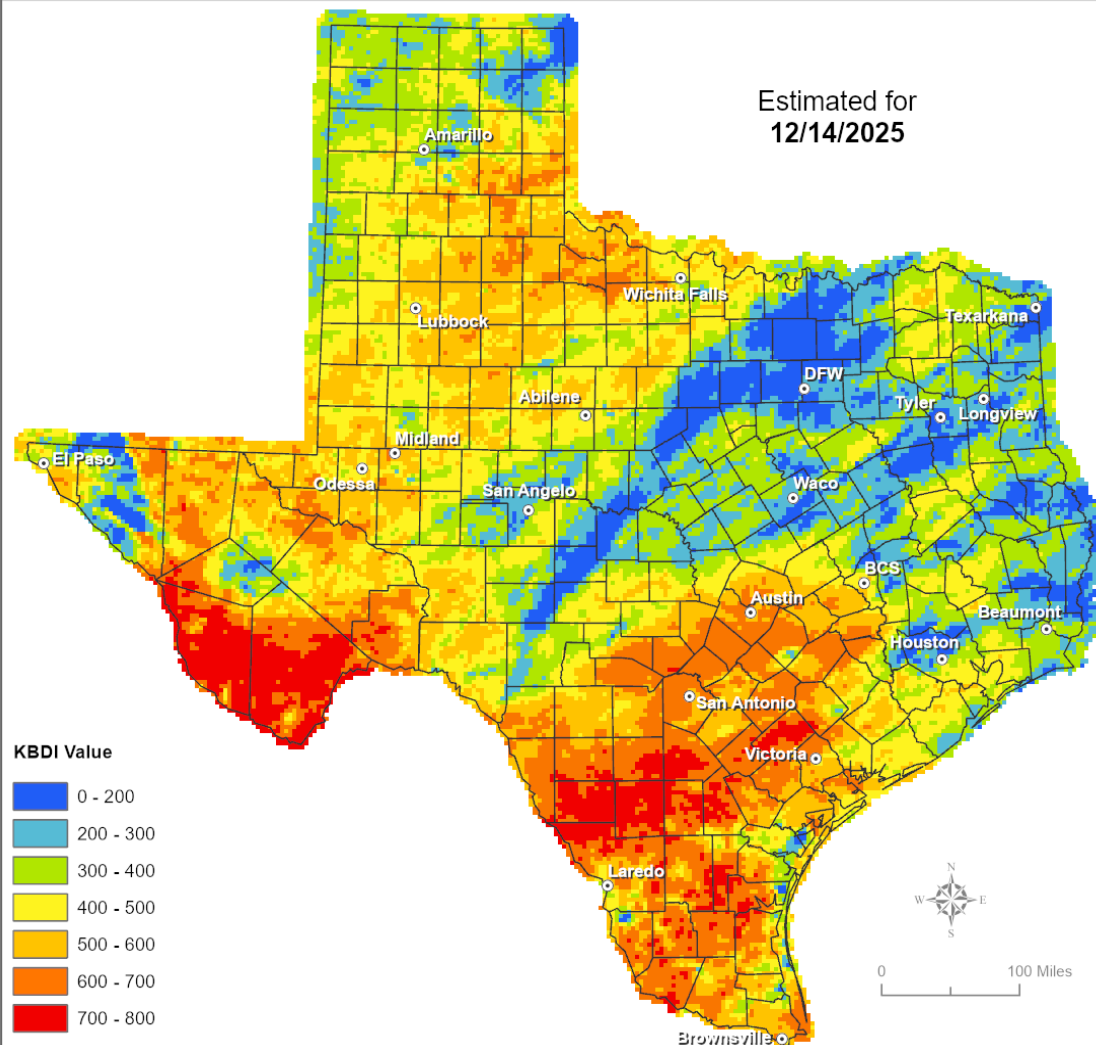 Estimated for
12/14/2025
Amarillo
Wichita Falls
Lubbock
Texarkana
DFW
Abilene
Tyler
Longview
Midland
El Paso
Odessa
San Angelo
Waco
BCS
Austin
Beaumont
Houston
San Antonio
Victoria
Laredo
Brownsville
KBDI Value
0 - 200
200 - 300
300 - 400
400 - 500
500 - 600
600 - 700
700 - 800
N
W E
S
0 100 Miles